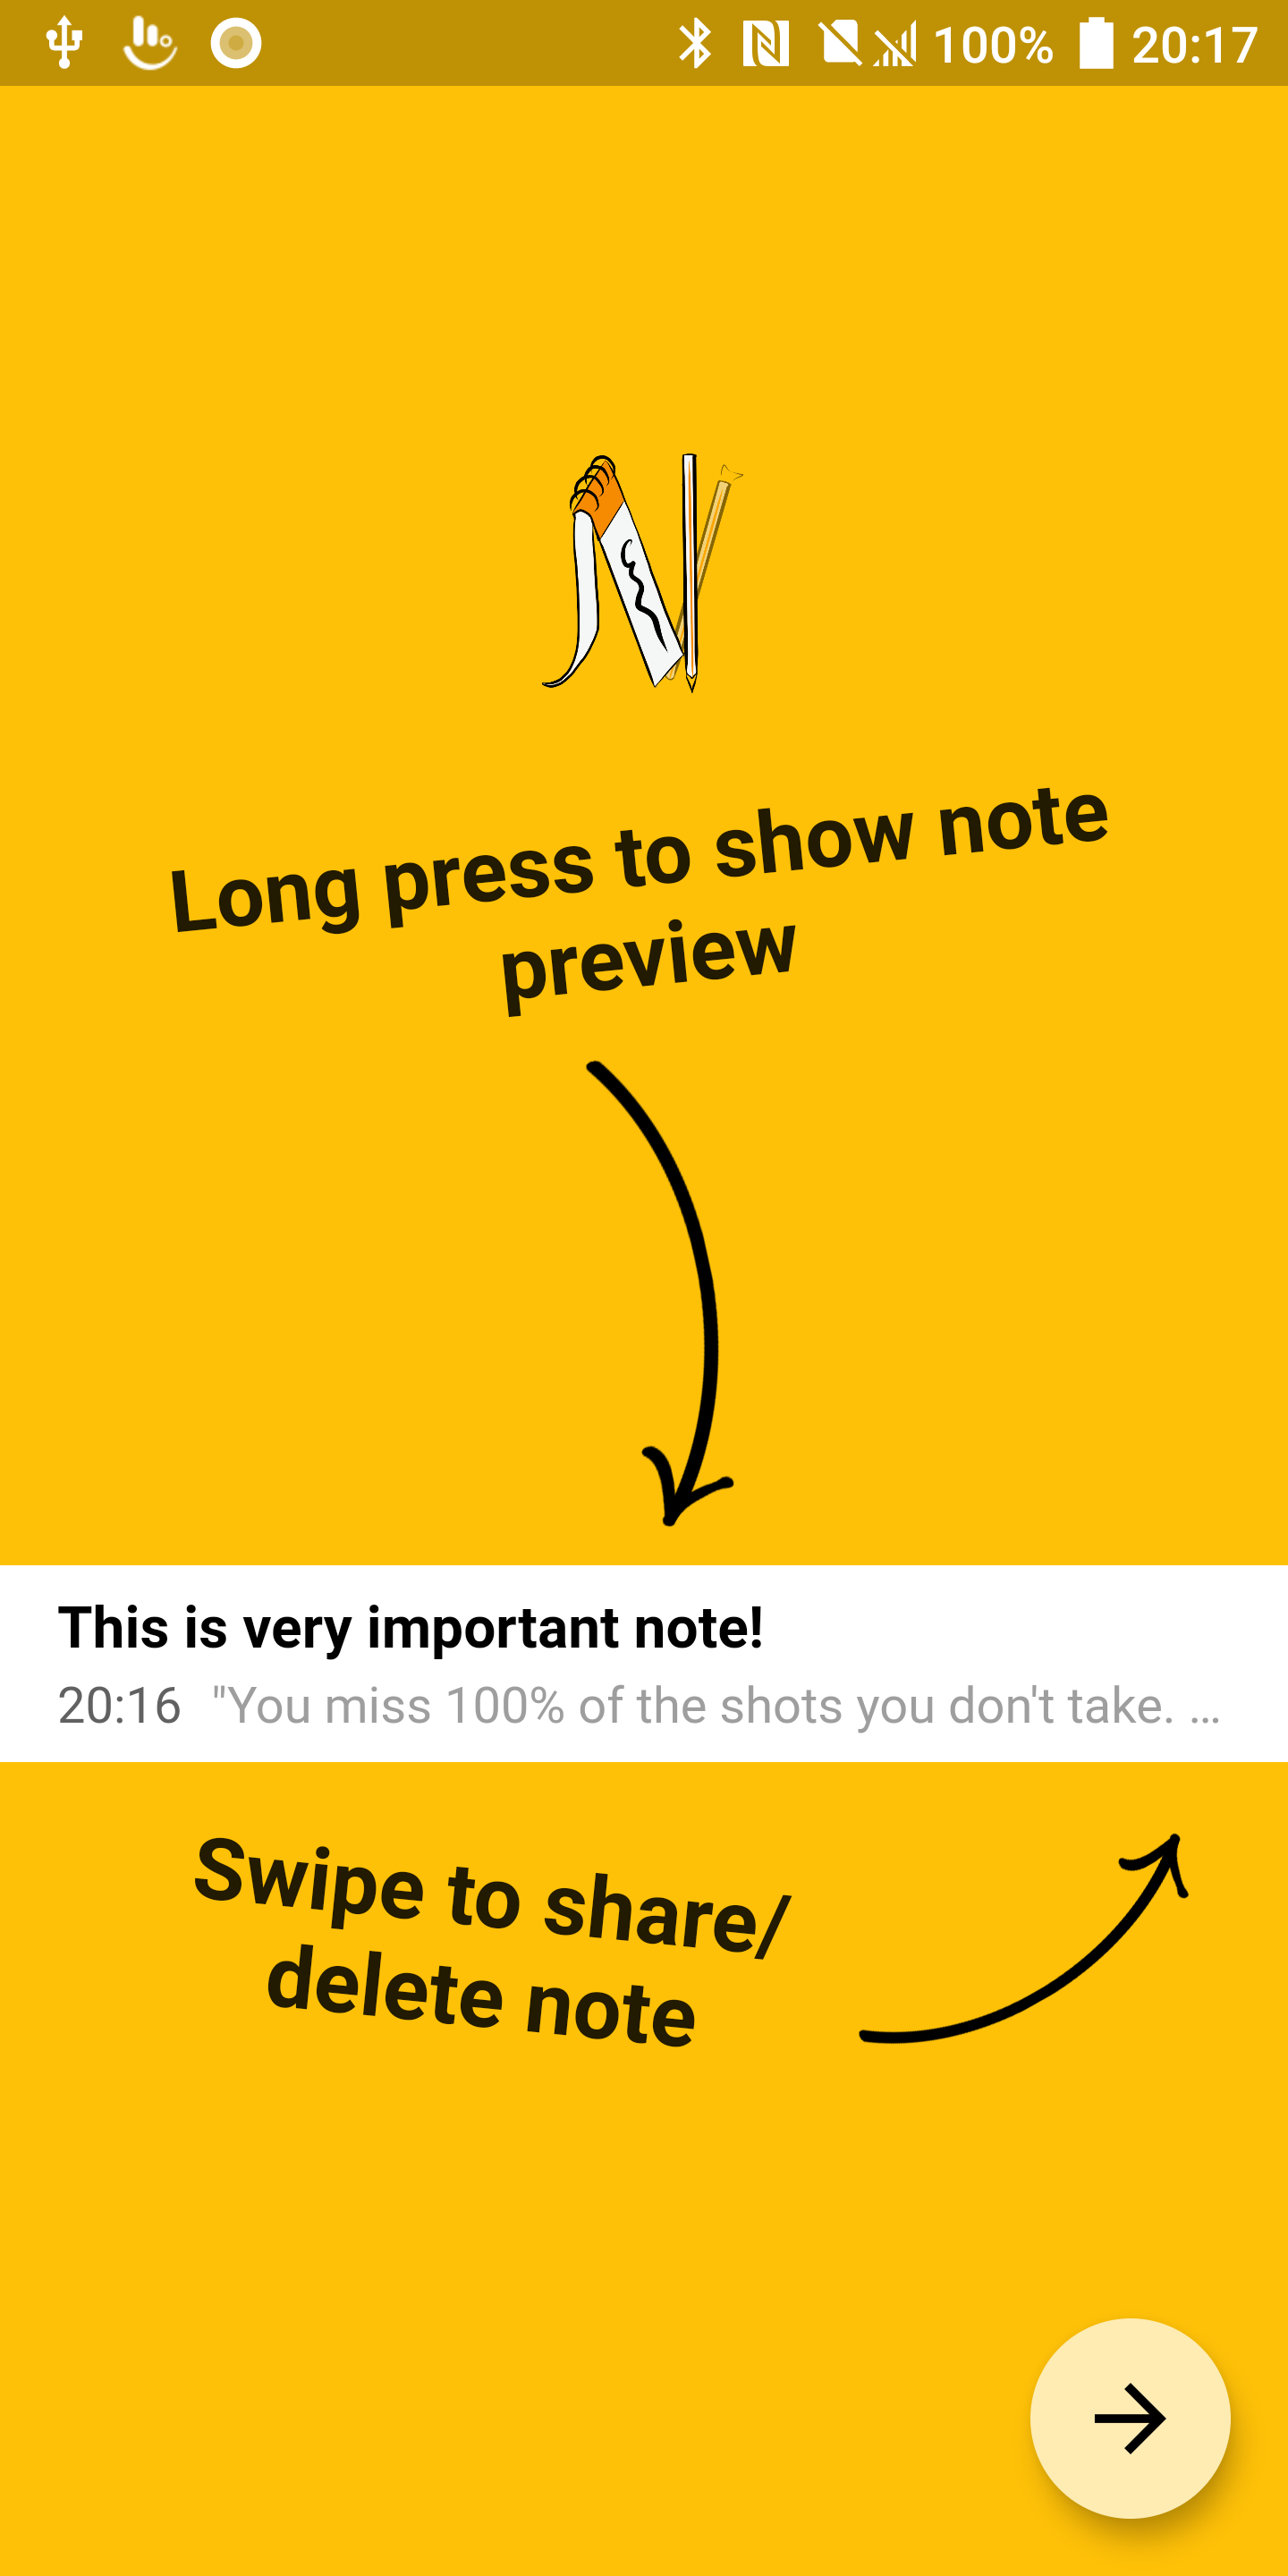 100% 20:17
Long press to show note
preview
This is very important note!
20:16 "You miss 100% of the shots you don't take. ...
Swipe to share/
delete note